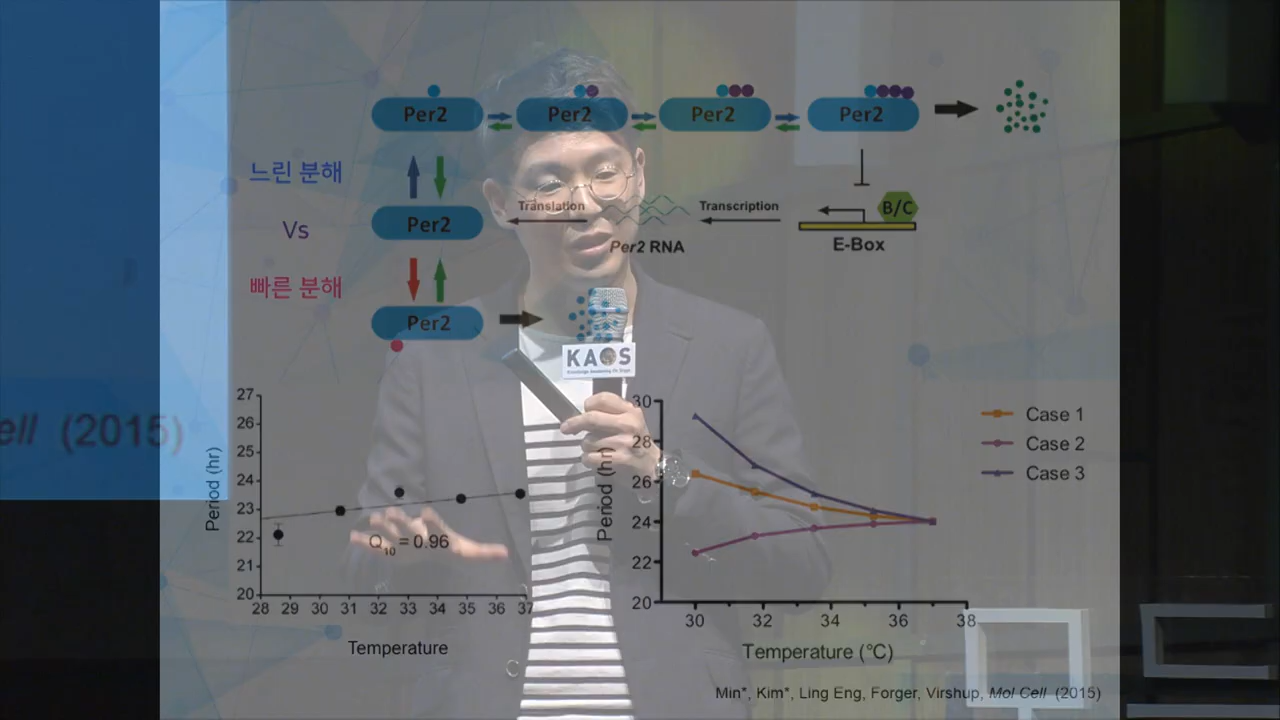 Per2 Per2 Per2 Per2
느린 분해
Vs
빠른 분해
Per2
Translation
Per2 RNA
Transcription
B/C
E-Box
Per2
KAOS
ell (2015)
27
26
25
24
23
22
21
20
Period (hr)
Q10 = 0.96
28 29 30 31 32 33 34 35 36 37
Temperature
30
28
26
24
22
20
Period (hr)
30 32 34 36 38
Temperature (°C)
Case 1
Case 2
Case 3
Min*, Kim*, Ling Eng, Forger, Virshup, Mol Cell (2015)